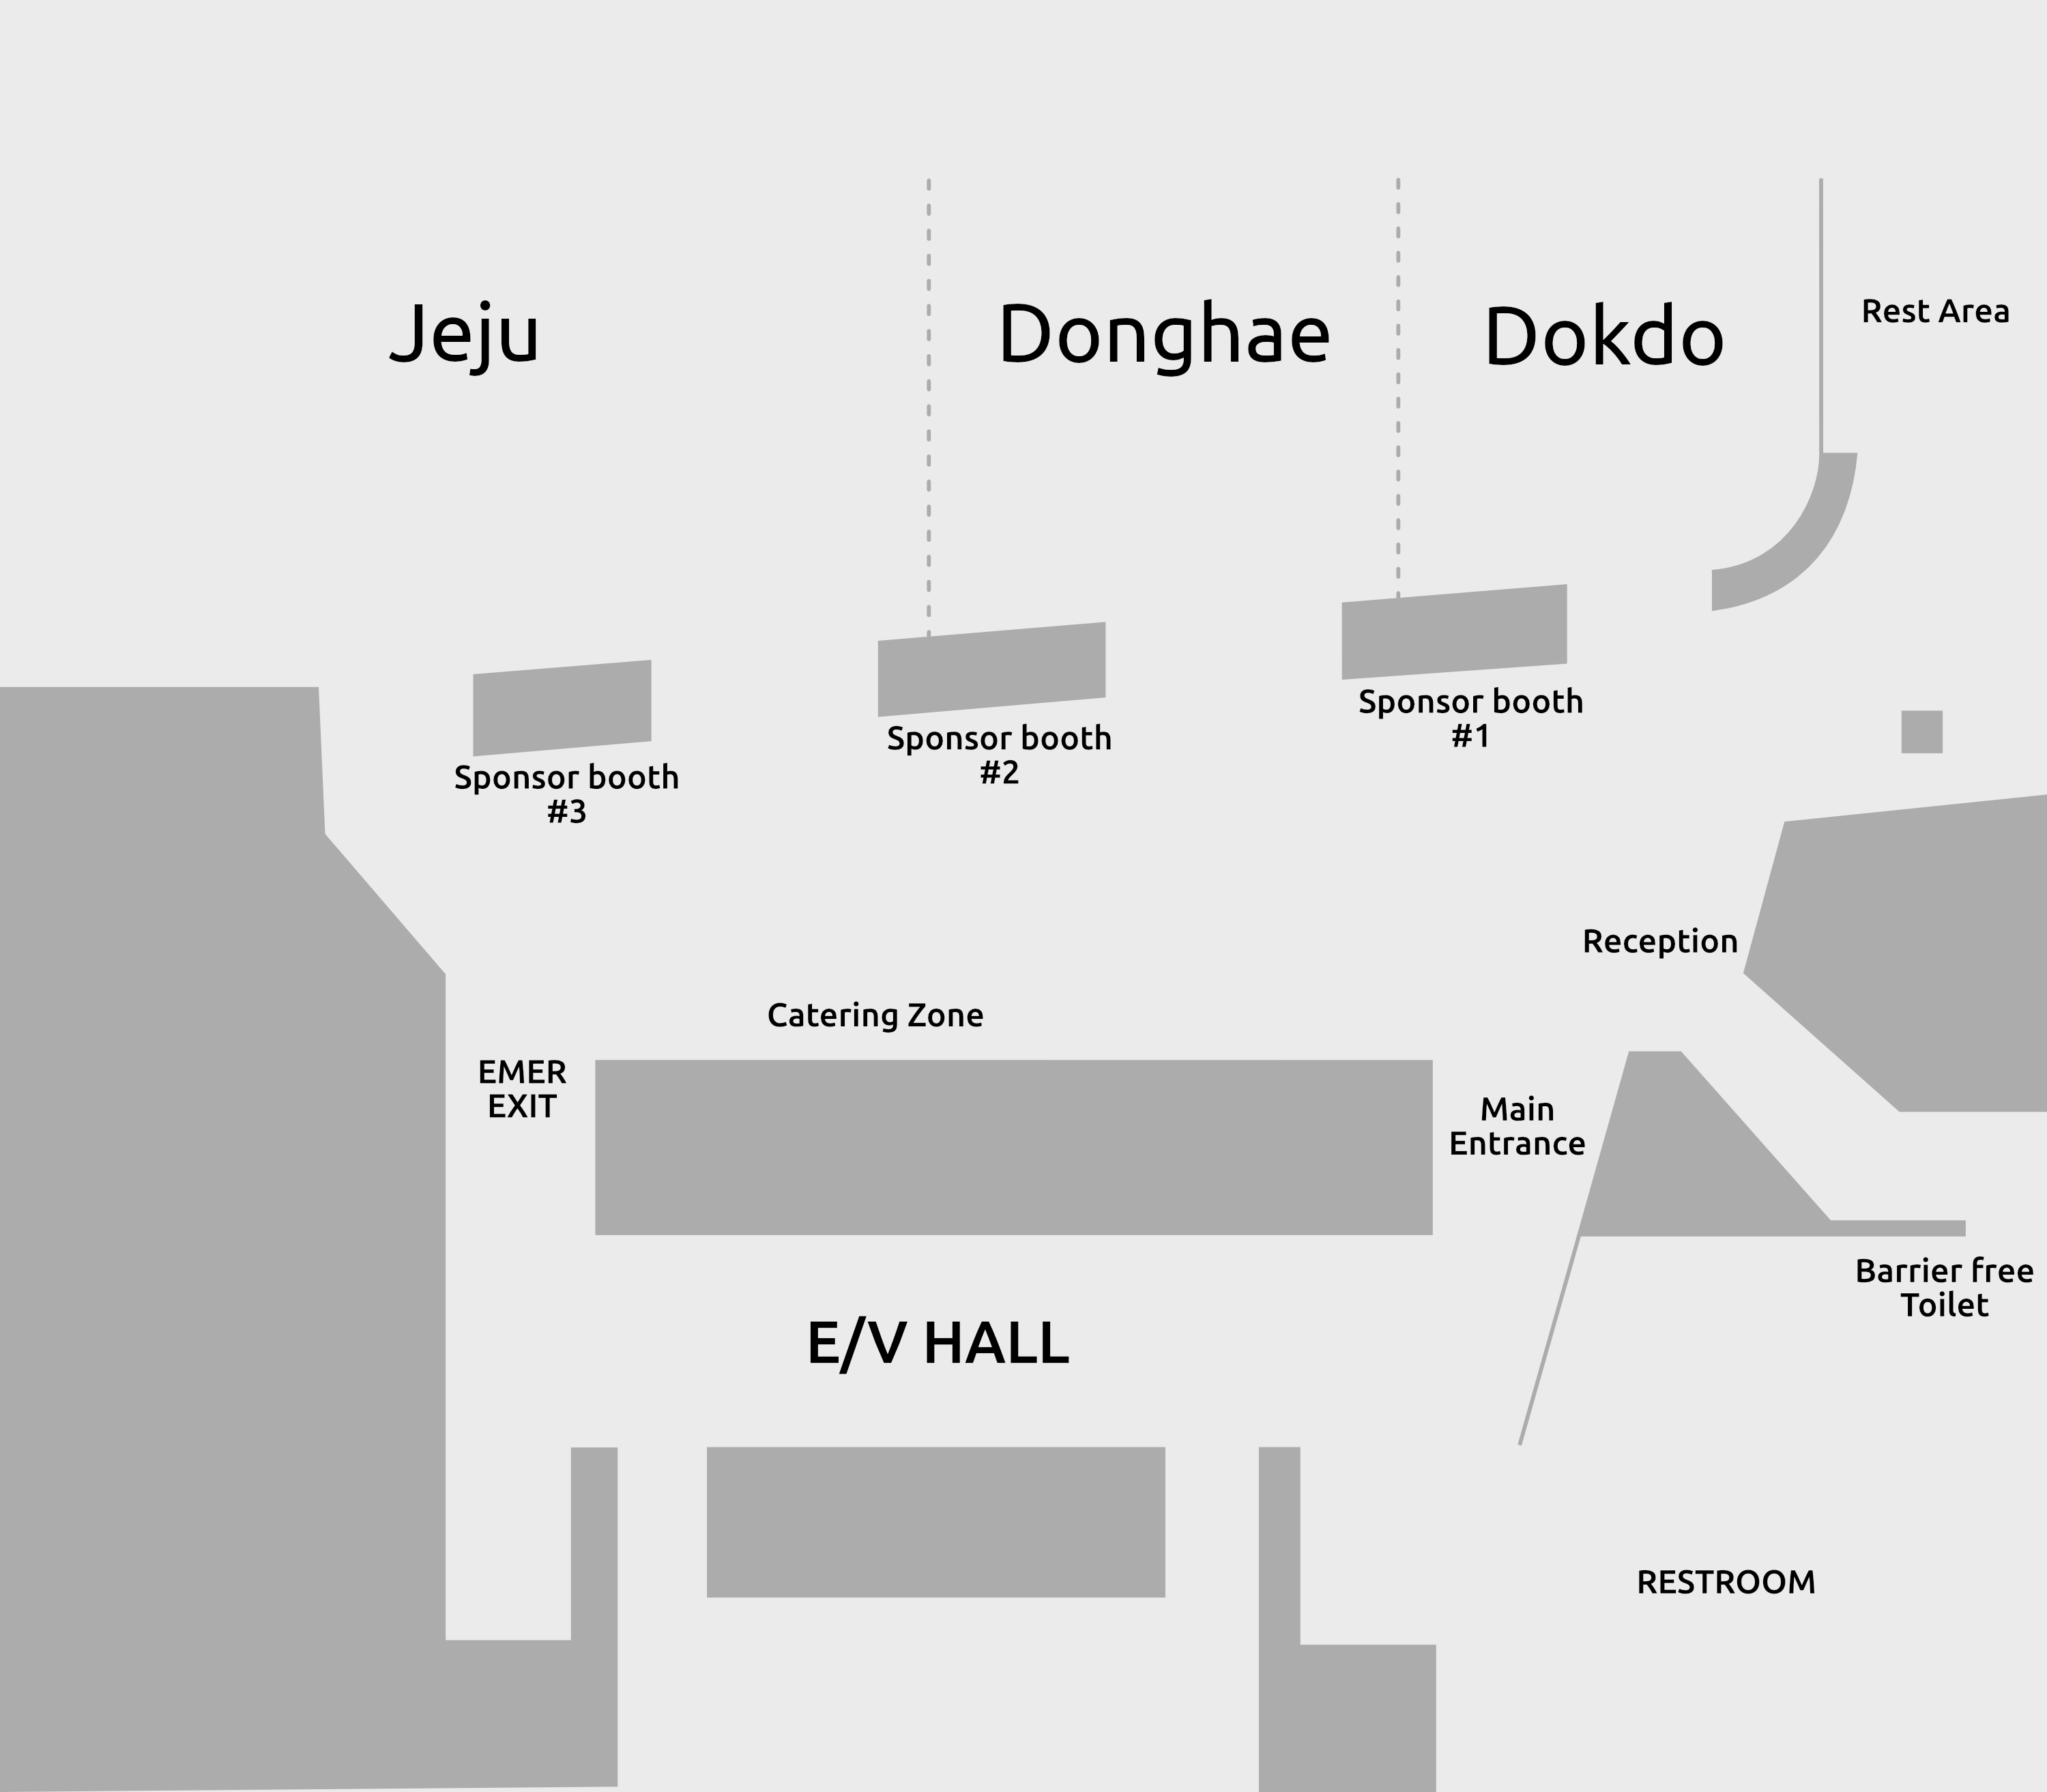 Jeju
Donghae
Dokdo
Rest Area
Sponsor booth
#1
Sponsor booth
#2
Sponsor booth
#3
Reception
Catering Zone
EMER
EXIT
Main
Entrance
Barrier free
Toilet
E/V HALL
RESTROOM